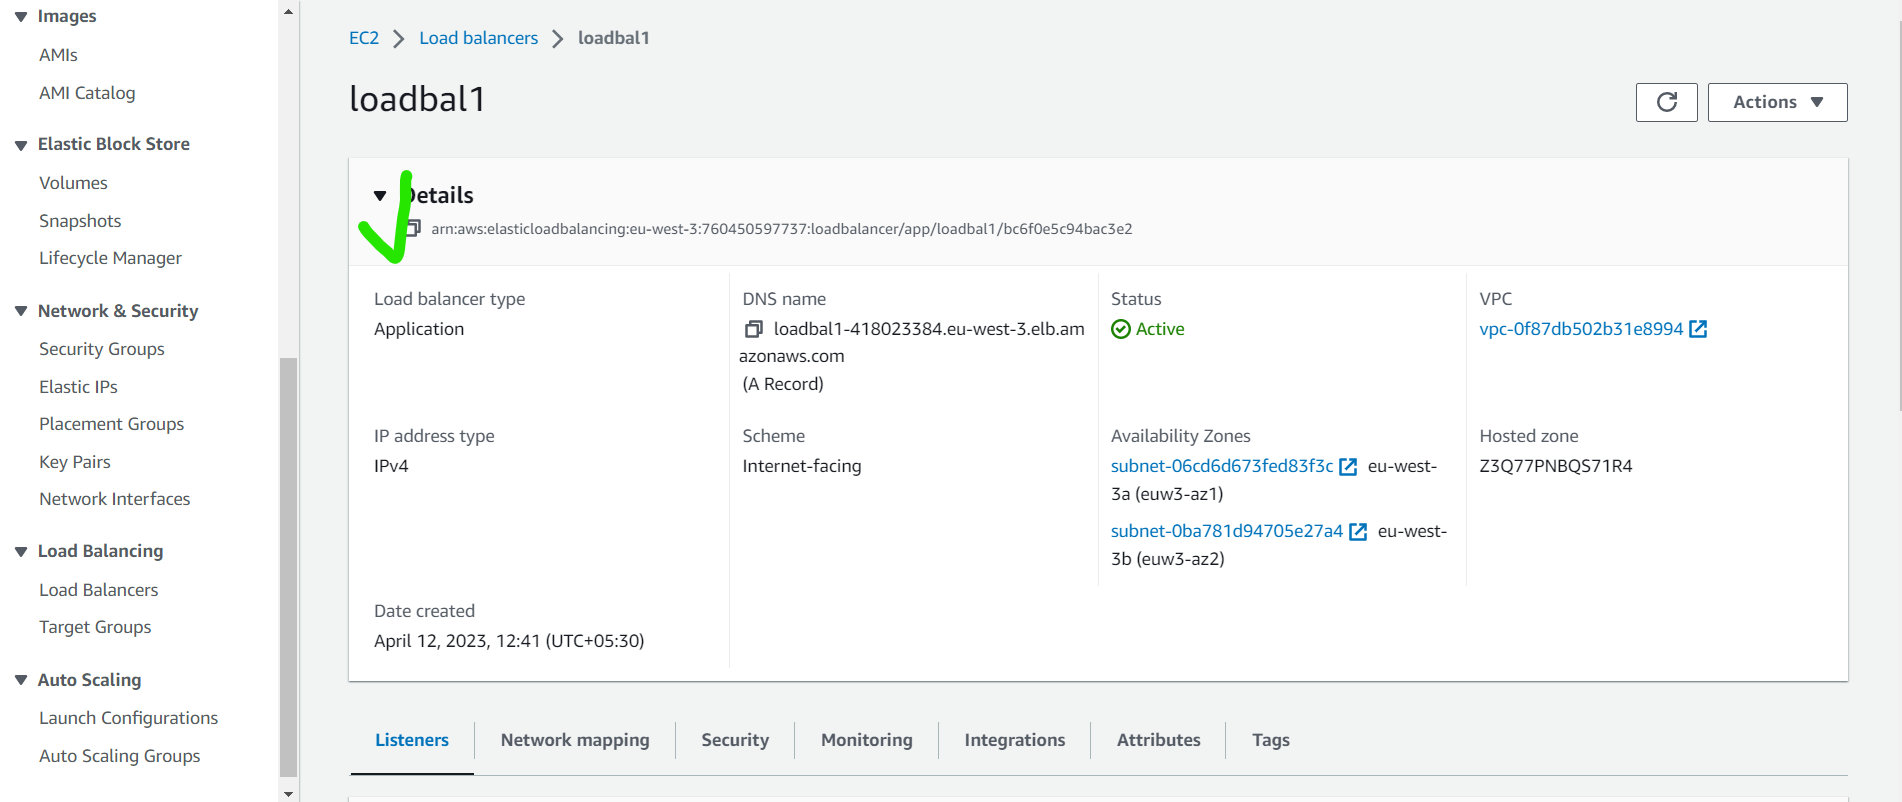 Images
AMIs
AMI Catalog
Elastic Block Store
Volumes
Snapshots
Lifecycle Manager
Network & Security
Security Groups
Elastic IPs
Placement Groups
Key Pairs
Network Interfaces
Load Balancing
Load Balancers
Target Groups
Auto Scaling
Launch Configurations
Auto Scaling Groups
EC2 > Load balancers > loadbal1
loadbal1
Actions
Details
arn:aws:elasticloadbalancing:eu-west-3:760450597737:loadbalancer/app/loadbal1/bc6f0e5c94bac3e2
Load balancer type
Application
DNS name
loadbal1-418023384.eu-west-3.elb.am
azonaws.com
(A Record)
Status
Active
VPC
vpc-0f87db502b31e8994
IP address type
IPv4
Scheme
Internet-facing
Availability Zones
subnet-06cd6d673fed83f3c eu-west-
3a (euw3-az1)
subnet-0ba781d94705e27a4 eu-west-
3b (euw3-az2)
Hosted zone
Z3Q77PNBQS71R4
Date created
April 12, 2023, 12:41 (UTC+05:30)
Listeners
Network mapping
Security
Monitoring
Integrations
Attributes
Tags